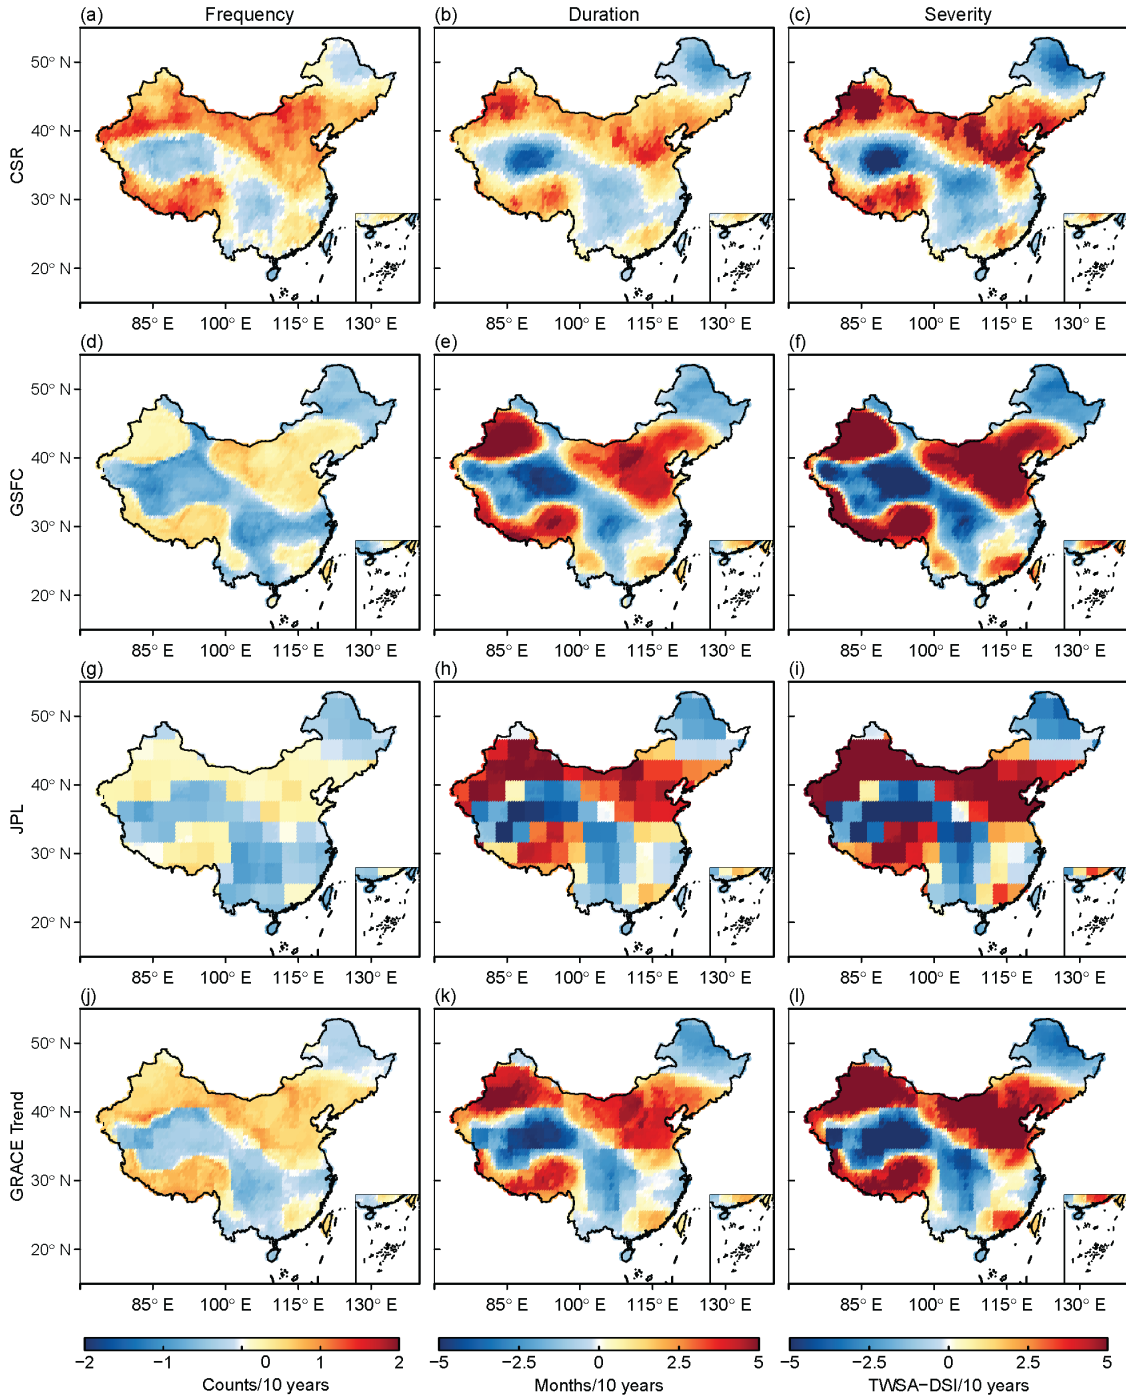 (a) Frequency (b) Duration (c) Severity
50° N
40° N
30° N
20° N
CSR
85° E 100° E 115° E 130° E 85° E 100° E 115° E 130° E 85° E 100° E 115° E 130° E
(d) (e) (f)
50° N
40° N
30° N
20° N
GSFC
85° E 100° E 115° E 130° E 85° E 100° E 115° E 130° E 85° E 100° E 115° E 130° E
(g) (h) (i)
50° N
40° N
30° N
20° N
JPL
85° E 100° E 115° E 130° E 85° E 100° E 115° E 130° E 85° E 100° E 115° E 130° E
(j) (k) (l)
50° N
40° N
30° N
20° N
GRACE Trend
85° E 100° E 115° E 130° E 85° E 100° E 115° E 130° E 85° E 100° E 115° E 130° E
−2 −1 0 1 2 −5 −2.5 0 2.5 5 −5 −2.5 0 2.5 5
Counts/10 years Months/10 years TWSA−DSI/10 years